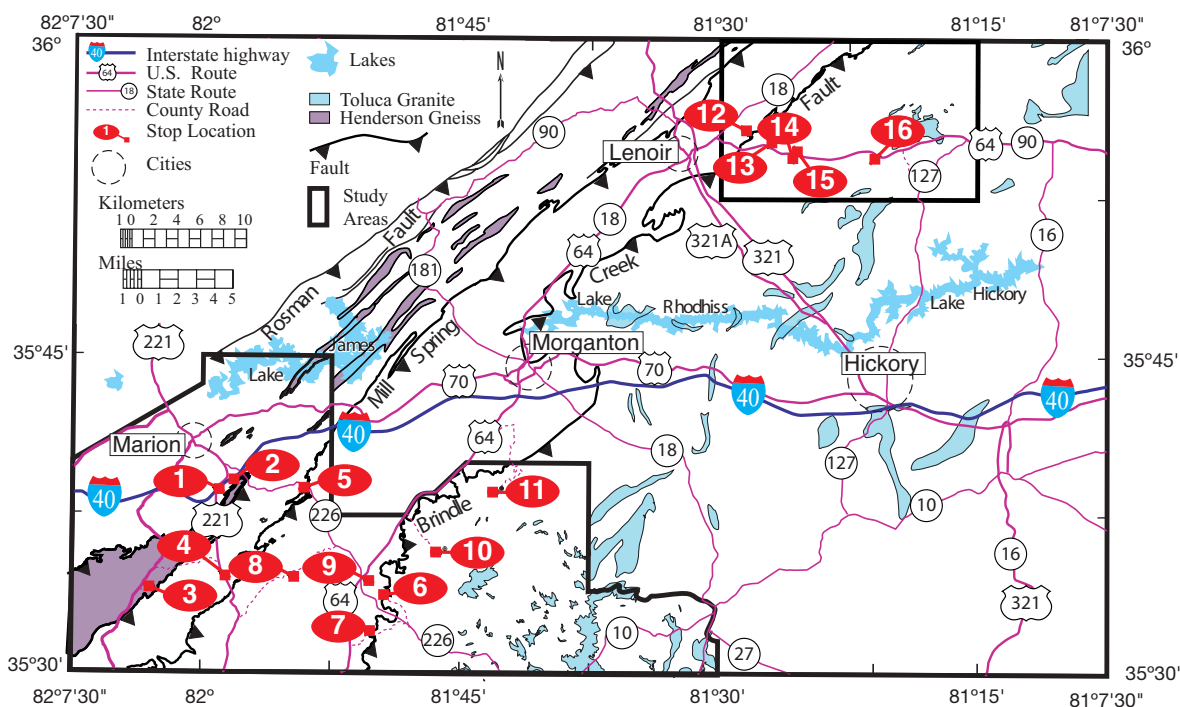 82°7'30" 82° 81°45' 81°30' 81°15' 81°7'30"
36° 36°
40 Interstate highway
64 U.S. Route
18 State Route
County Road
1 Stop Location
Cities
Kilometers
1 0 2 4 6 8 10
Miles
1 0 1 2 3 4 5
Lakes
Toluca Granite
Henderson Gneiss
Fault
Study
Areas
N
90
18
Fault
12
14
16
Lenoir
64
90
13
15
127
18
64
321A
321
16
Fault
Rosman
181
Creek
Lake
Rhodhiss
Lake
Hickory
221
James
Lake
Spring
Mill
Morganton
Hickory
35°45' 35°45'
70
70
40
40
Marion
40
64
18
127
10
1
2
5
40
221
226
Brindle
11
4
8
9
10
6
3
64
7
226
10
27
16
321
35°30' 35°30'
82°7'30" 82° 81°45' 81°30' 81°15' 81°7'30"